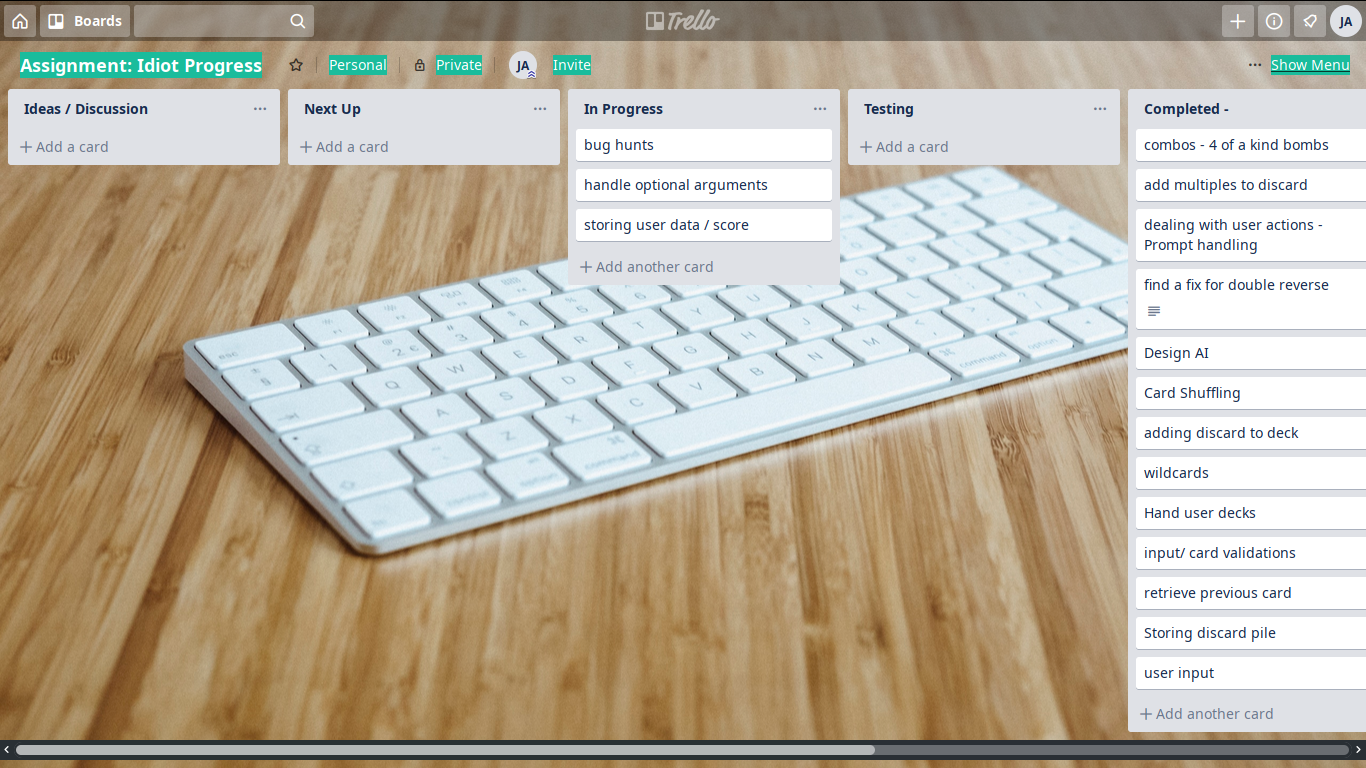 Boards
Trello
JA
Assignment: Idiot Progress
Personal
Private
JA
Invite
Show Menu
Ideas / Discussion
Add a card
Next Up
Add a card
In Progress
bug hunts
handle optional arguments
storing user data / score
Add another card
Testing
Add a card
Completed -
combos - 4 of a kind bombs
add multiples to discard
dealing with user actions -
Prompt handling
find a fix for double reverse
Design AI
Card Shuffling
adding discard to deck
wildcards
Hand user decks
input/ card validations
retrieve previous card
Storing discard pile
user input
Add another card